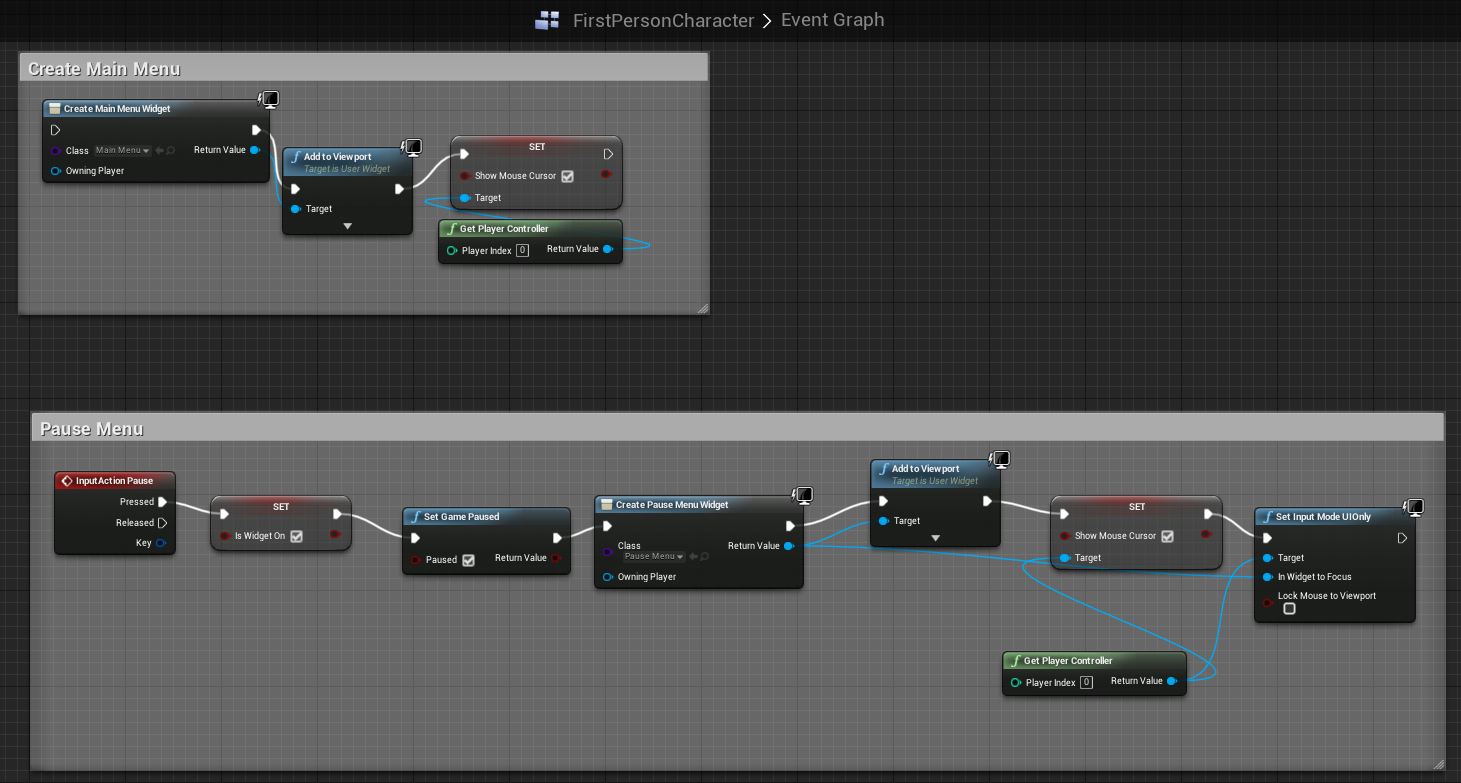 FirstPersonCharacter > Event Graph
Create Main Menu
Create Main Menu Widget
Class Main Menu Return Value
Owning Player
Add to Viewport
Target is User Widget
Target
SET
Show Mouse Cursor
Target
Get Player Controller
Player Index 0 Return Value
Pause Menu
InputAction Pause
Pressed
Released
Key
SET
Is Widget On
Set Game Paused
Paused Return Value
Create Pause Menu Widget
Class Return Value
Pause Menu
Owning Player
Add to Viewport
Target is User Widget
Target
SET
Show Mouse Cursor
Target
Set Input Mode UIOnly
Target
In Widget to Focus
Lock Mouse to Viewport
Get Player Controller
Player Index 0 Return Value